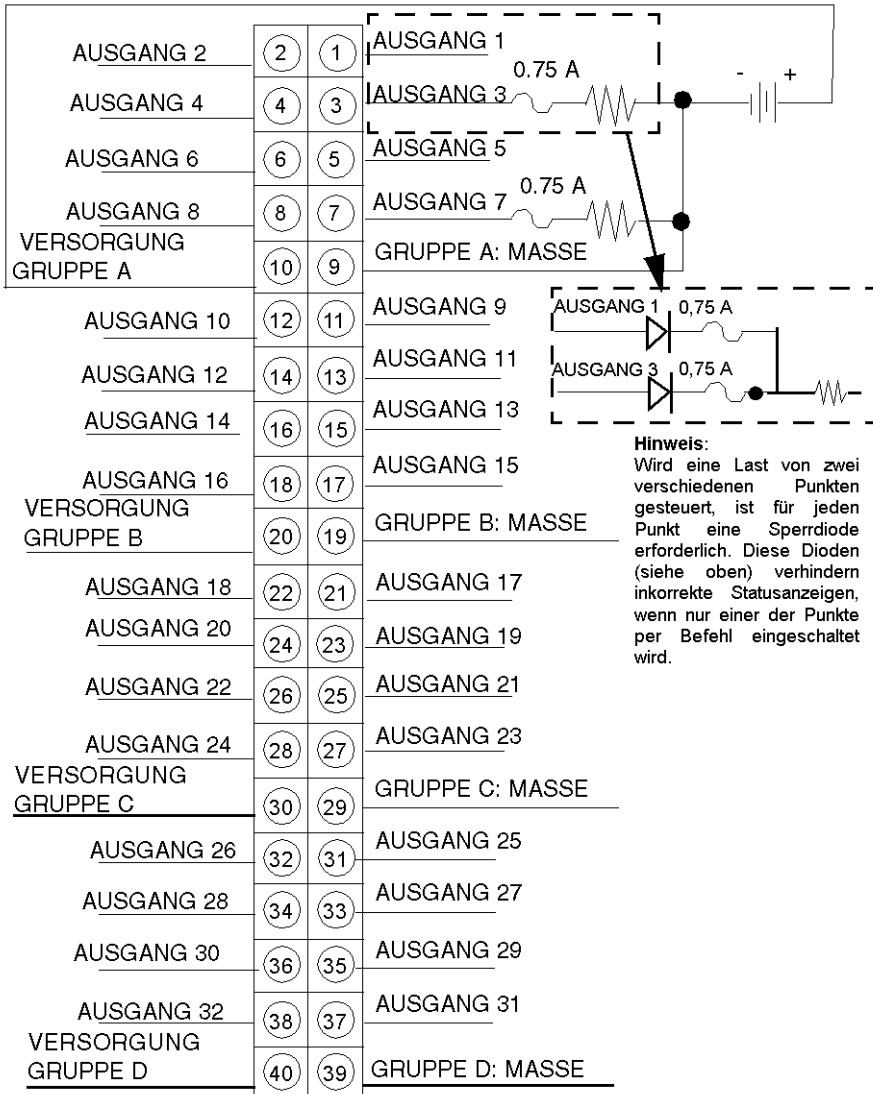 AUSGANG 2 2 1 AUSGANG 1
0.75 A
- +
AUSGANG 4 4 3 AUSGANG 3
AUSGANG 6 6 5 AUSGANG 5
0.75 A
AUSGANG 8 8 7 AUSGANG 7
VERSORGUNG
GRUPPE A 10 9 GRUPPE A: MASSE
AUSGANG 10 12 11 AUSGANG 9
AUSGANG 12 14 13 AUSGANG 11
AUSGANG 14 16 15 AUSGANG 13
AUSGANG 16 18 17 AUSGANG 15
VERSORGUNG
GRUPPE B 20 19 GRUPPE B: MASSE
AUSGANG 18 22 21 AUSGANG 17
AUSGANG 20 24 23 AUSGANG 19
AUSGANG 22 26 25 AUSGANG 21
AUSGANG 24 28 27 AUSGANG 23
VERSORGUNG
GRUPPE C 30 29 GRUPPE C: MASSE
AUSGANG 26 32 31 AUSGANG 25
AUSGANG 28 34 33 AUSGANG 27
AUSGANG 30 36 35 AUSGANG 29
AUSGANG 32 38 37 AUSGANG 31
VERSORGUNG
GRUPPE D 40 39 GRUPPE D: MASSE
AUSGANG 1 0,75 A
AUSGANG 3 0,75 A
Hinweis:
Wird eine Last von zwei
verschiedenen Punkten
gesteuert, ist für jeden
Punkt eine Sperrdiode
erforderlich. Diese Dioden
(siehe oben) verhindern
inkorrekte Statusanzeigen,
wenn nur einer der Punkte
per Befehl eingeschaltet
wird.